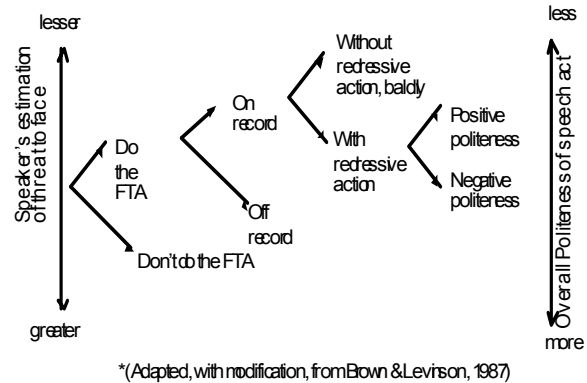 lesser
less
Speaker's estimation
of threat to face
Without
redressive
action, baldly
On
record
Positive
politeness
Do
the
FTA
With
redressive
action
Negative
politeness
Off
record
Don't do the FTA
Overall Politeness of speech act
greater
more
*(Adapted, with modification, from Brown & Levinson, 1987)